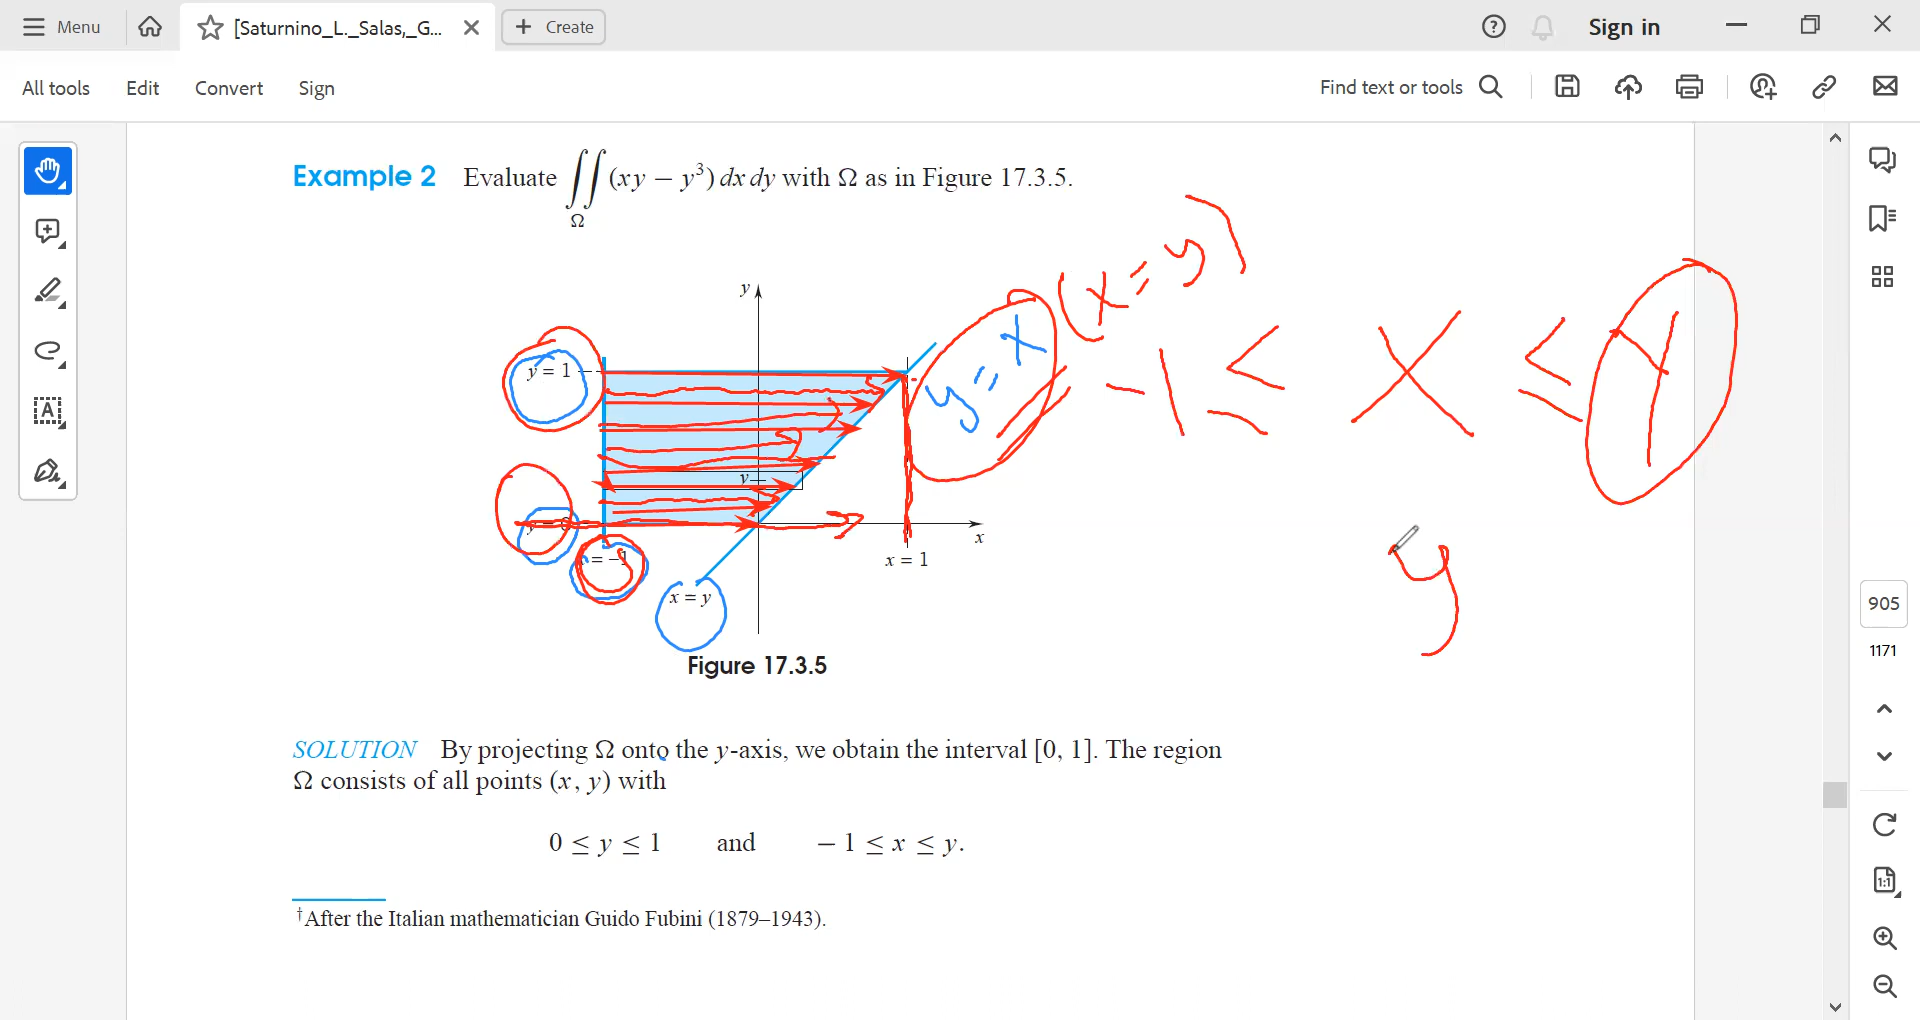 Menu
[Saturnino_L._Salas,_G...
+ Create
Sign in
All tools
Edit
Convert
Sign
Find text or tools
Example 2 Evaluate ∬ (xy − y³) dx dy with Ω as in Figure 17.3.5.
Ω
(x = y)
y
y = x
-1 ≤ x ≤ 1
y = 1
y
x
x = 1
y
x = y
Figure 17.3.5
905
1171
SOLUTION By projecting Ω onto the y-axis, we obtain the interval [0, 1]. The region
Ω consists of all points (x, y) with
0 ≤ y ≤ 1 and − 1 ≤ x ≤ y.
†After the Italian mathematician Guido Fubini (1879–1943).
1:1